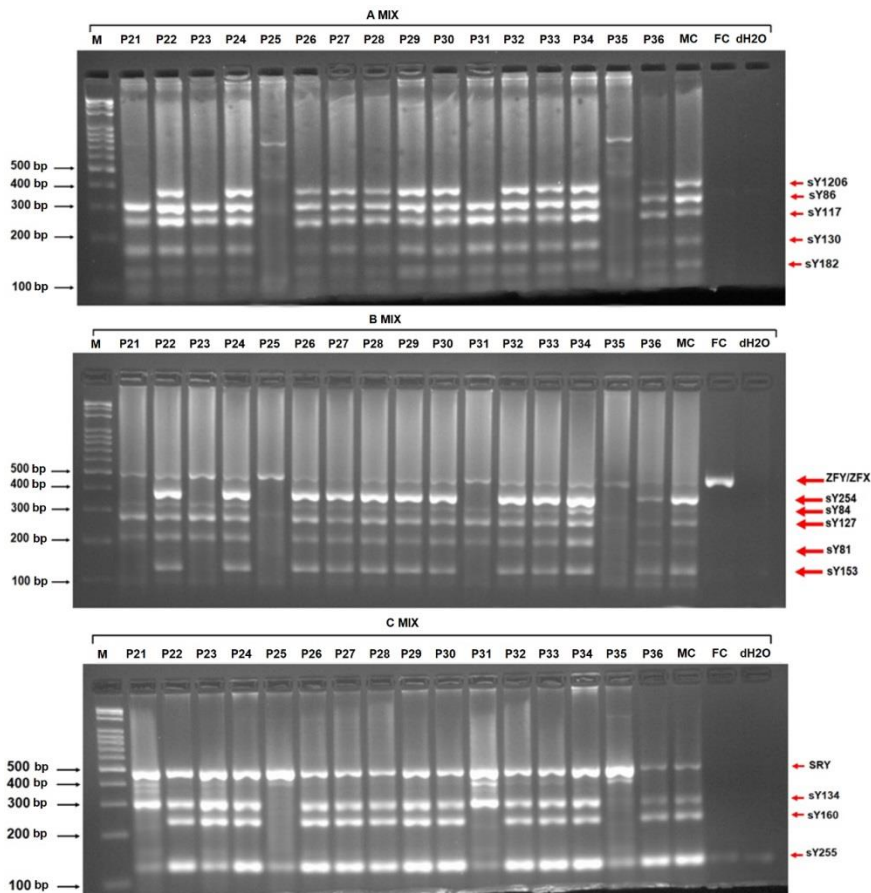 A MIX
M P21 P22 P23 P24 P25 P26 P27 P28 P29 P30 P31 P32 P33 P34 P35 P36 MC FC dH2O
500 bp
400 bp
300 bp
200 bp
100 bp
sY1206
sY86
sY117
sY130
sY182
B MIX
M P21 P22 P23 P24 P25 P26 P27 P28 P29 P30 P31 P32 P33 P34 P35 P36 MC FC dH2O
500 bp
400 bp
300 bp
200 bp
100 bp
ZFY/ZFX
sY254
sY84
sY127
sY81
sY153
C MIX
M P21 P22 P23 P24 P25 P26 P27 P28 P29 P30 P31 P32 P33 P34 P35 P36 MC FC dH2O
500 bp
400 bp
300 bp
200 bp
100 bp
SRY
sY134
sY160
sY255